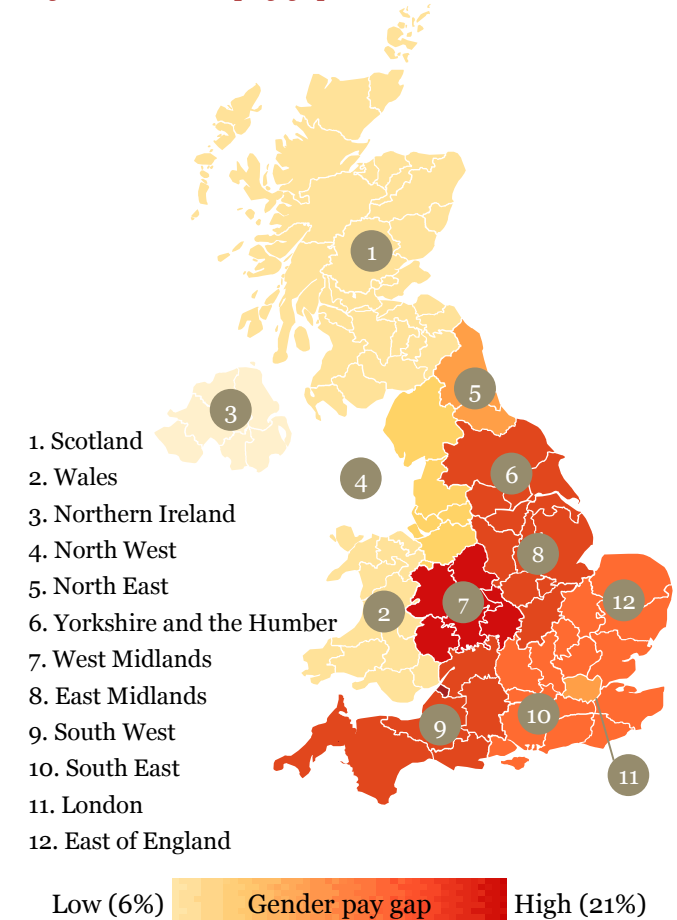 1
5
3
4
6
8
2
7
12
10
9
11
1. Scotland
2. Wales
3. Northern Ireland
4. North West
5. North East
6. Yorkshire and the Humber
7. West Midlands
8. East Midlands
9. South West
10. South East
11. London
12. East of England
Low (6%) Gender pay gap High (21%)